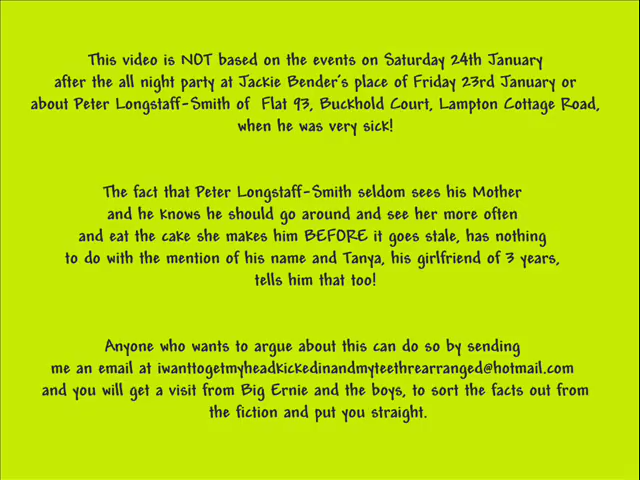 This video is NOT based on the events on Saturday 24th January
after the all night party at Jackie Bender's place of Friday 23rd January or
about Peter Longstaff-Smith of Flat 93, Buckhold Court, Lampton Cottage Road,
when he was very sick!
The fact that Peter Longstaff-Smith seldom sees his Mother
and he knows he should go around and see her more often
and eat the cake she makes him BEFORE it goes stale, has nothing
to do with the mention of his name and Tanya, his girlfriend of 3 years,
tells him that too!
Anyone who wants to argue about this can do so by sending
me an email at iwanttogetmyheadkickedinandmyteethrearranged@hotmail.com
and you will get a visit from Big Ernie and the boys, to sort the facts out from
the fiction and put you straight.